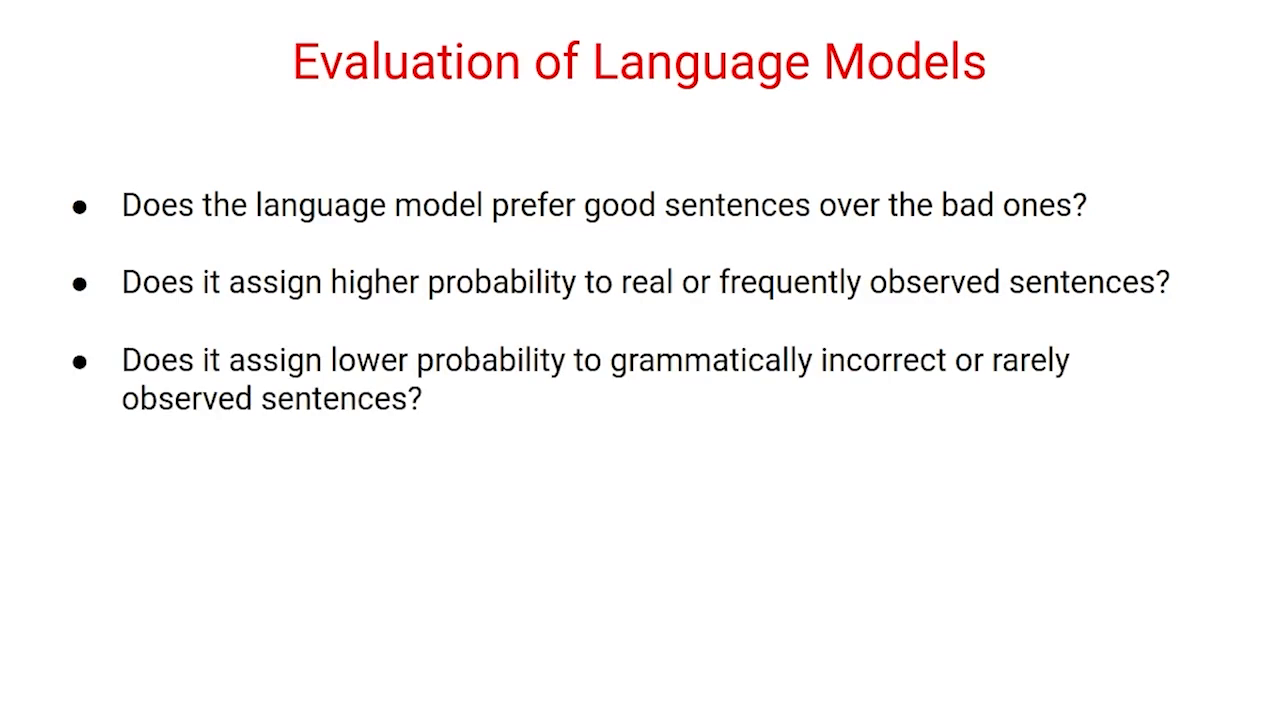 Evaluation of Language Models
● Does the language model prefer good sentences over the bad ones?
● Does it assign higher probability to real or frequently observed sentences?
● Does it assign lower probability to grammatically incorrect or rarely
observed sentences?